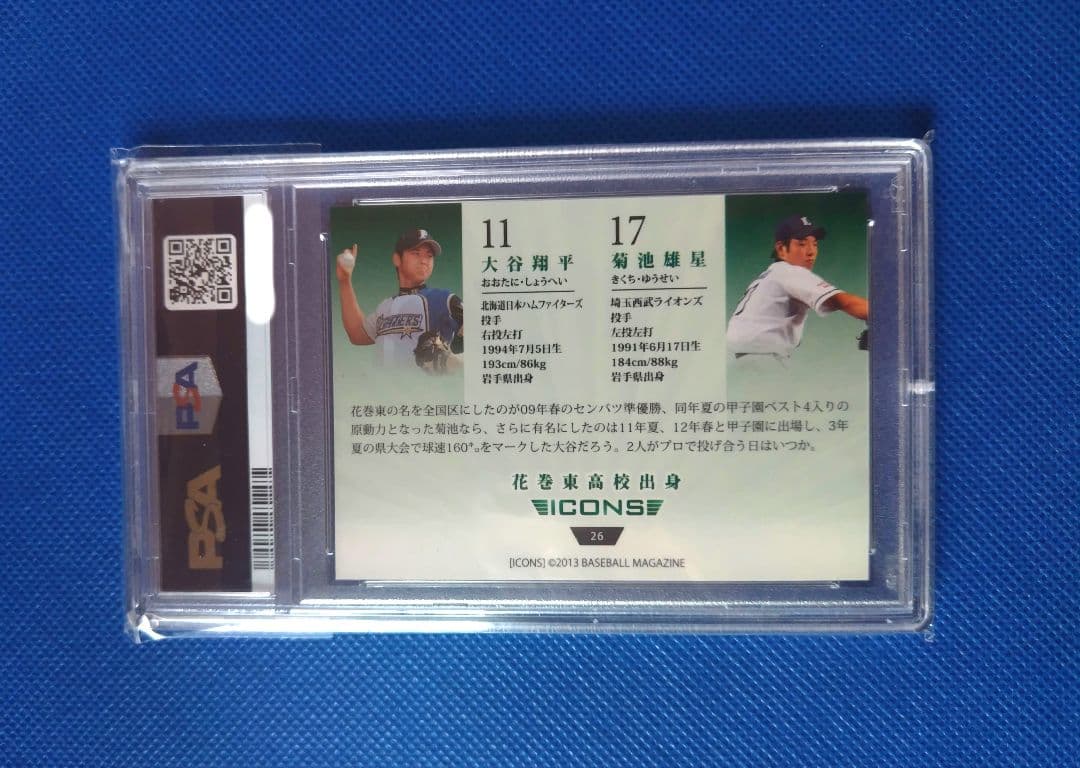 PSA
PSA
11
大谷翔平
おおたに・しょうへい
北海道日本ハムファイターズ
投手
右投左打
1994年7月5日生
193cm/86kg
岩手県出身
17
菊池雄星
きくち・ゆうせい
埼玉西武ライオンズ
投手
左投左打
1991年6月17日生
184cm/88kg
岩手県出身
花巻東の名を全国区にしたのが09年春のセンバツ準優勝、同年夏の甲子園ベスト4入りの
原動力となった菊池なら、さらに有名にしたのは11年夏、12年春と甲子園に出場し、3年
夏の県大会で球速160㌔をマークした大谷だろう。2人がプロで投げ合う日はいつか。
花巻東高校出身
ICONS
26
[ICONS] ©2013 BASEBALL MAGAZINE